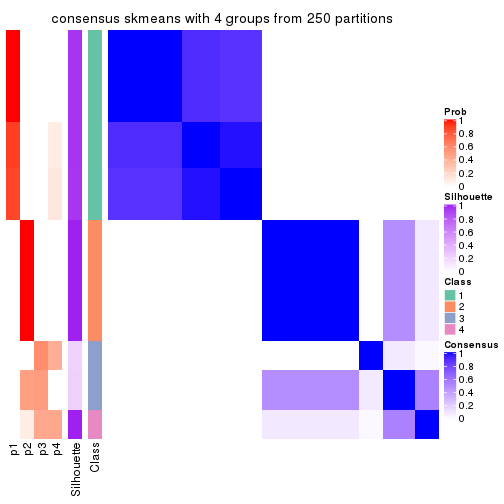 consensus skmeans with 4 groups from 250 partitions
Prob
1
0.8
0.6
0.4
0.2
0
Silhouette
1
0.8
0.6
0.4
0.2
0
Class
1
2
3
4
Consensus
1
0.8
0.6
0.4
0.2
0
p1
p2
p3
p4
Silhouette
Class